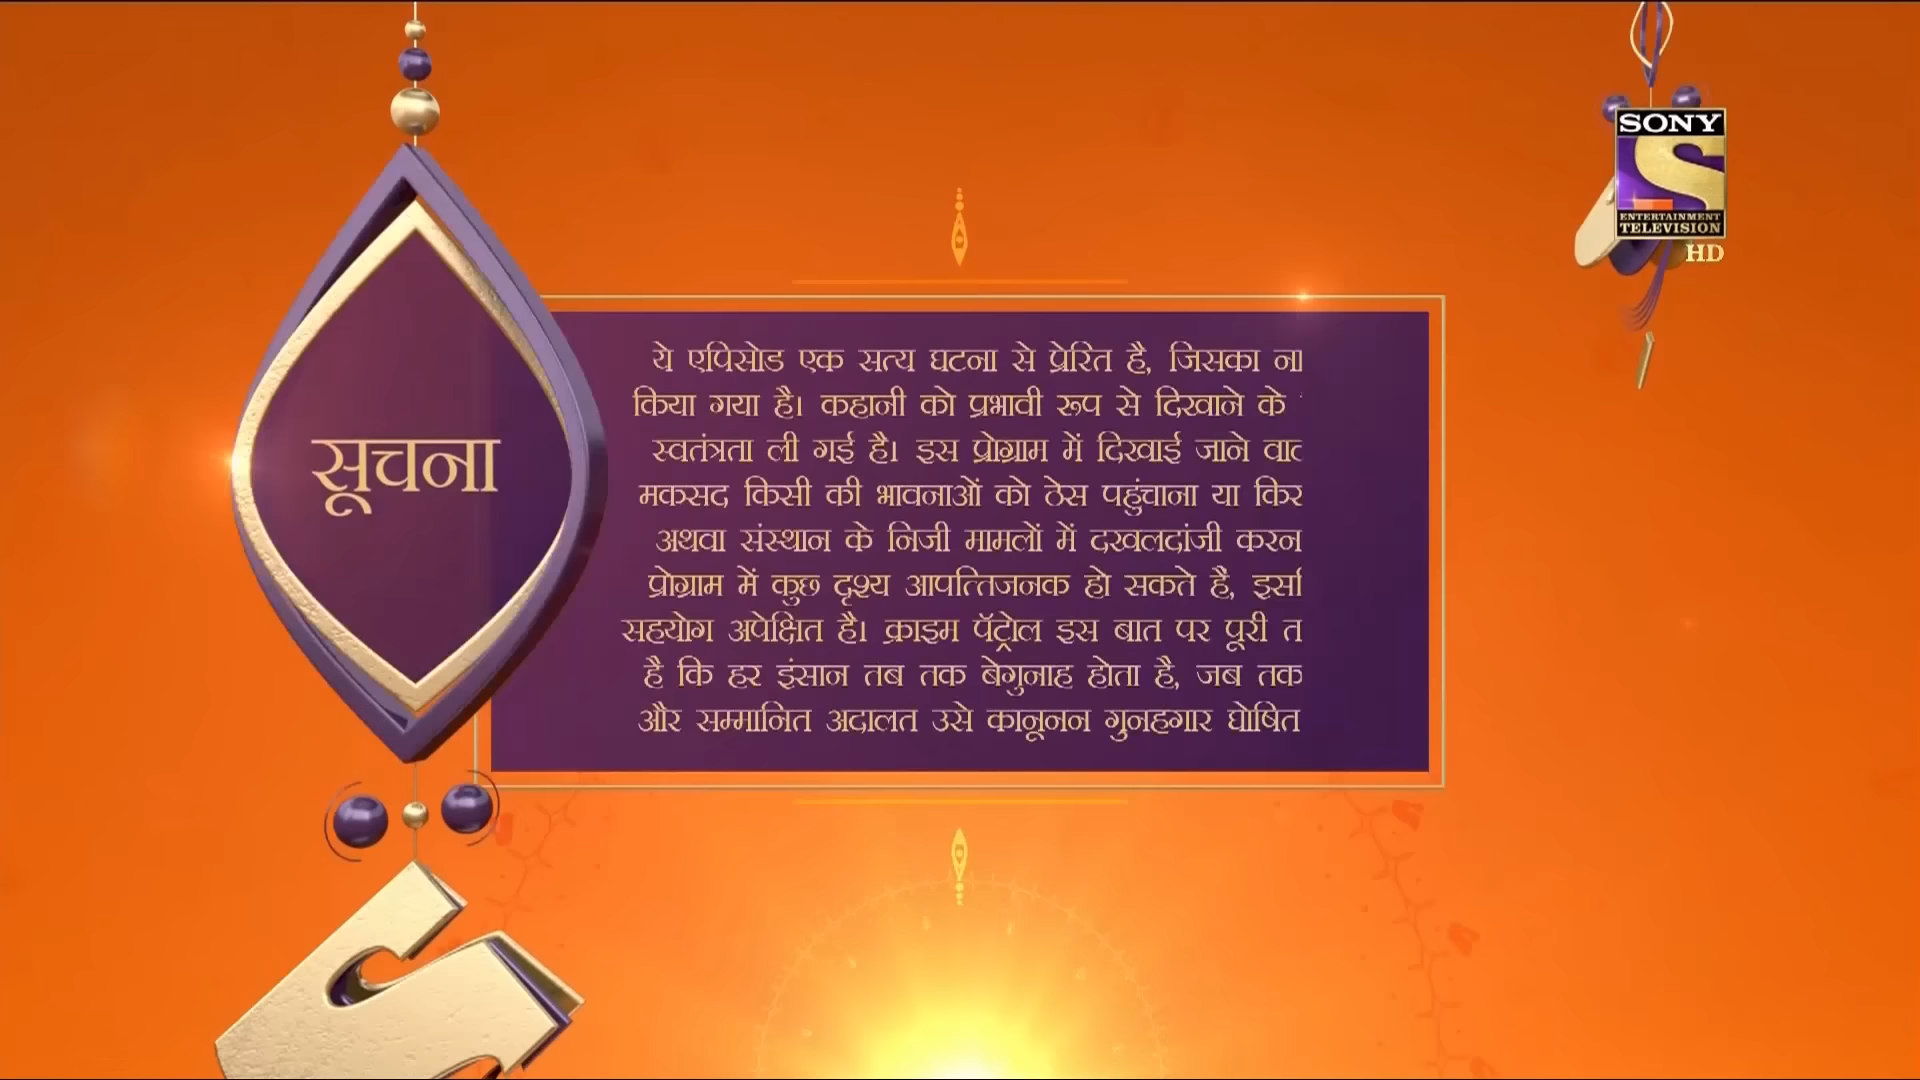 SONY
ENTERTAINMENT
TELEVISION
HD
सूचना
ये एपिसोड एक सत्य घटना से प्रेरित है, जिसका
किया गया है। कहानी को प्रभावी रूप से दिखाने के
स्वतंत्रता ली गई है। इस प्रोग्राम में दिखाई जाने
मकसद किसी की भावनाओं को ठेस पहुंचाना या
अथवा संस्थान के निजी मामलों में दखलदांजी
प्रोग्राम में कुछ दृश्य आपत्तिजनक हो सकते है,
सहयोग अपेक्षित है। क्राइम पॅट्रोल इस बात पर पूरी
है कि हर इंसान तब तक बेगुनाह होता है, जब तक
और सम्मानित अदालत उसे कानूनन गुनहगार घोषित